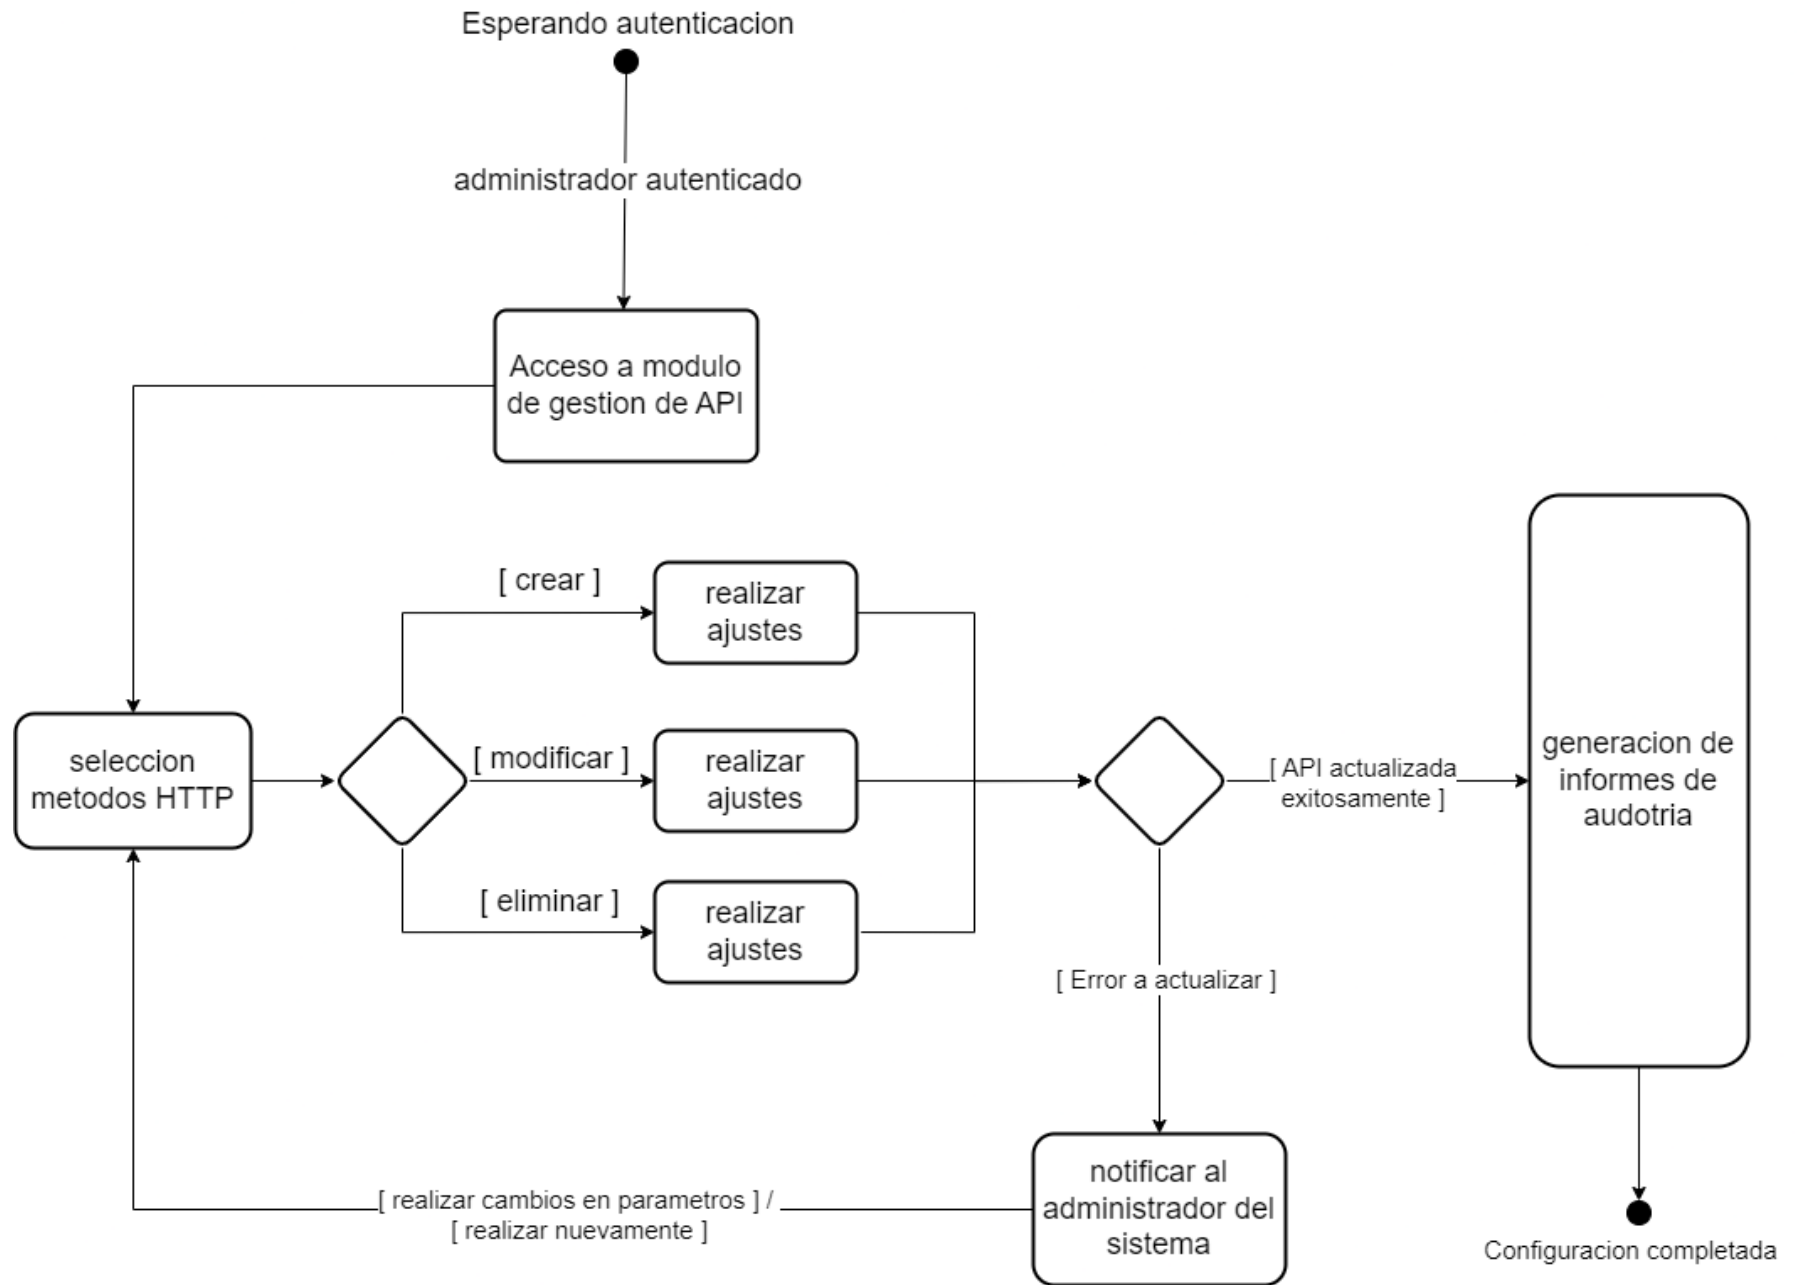 Esperando autenticacion
administrador autenticado
Acceso a modulo
de gestion de API
[ crear ]
realizar
ajustes
seleccion
metodos HTTP
[ modificar ]
realizar
ajustes
[ API actualizada
exitosamente ]
generacion de
informes de
audotria
[ eliminar ]
realizar
ajustes
[ Error a actualizar ]
notificar al
administrador del
sistema
[ realizar cambios en parametros ] /
[ realizar nuevamente ]
Configuracion completada